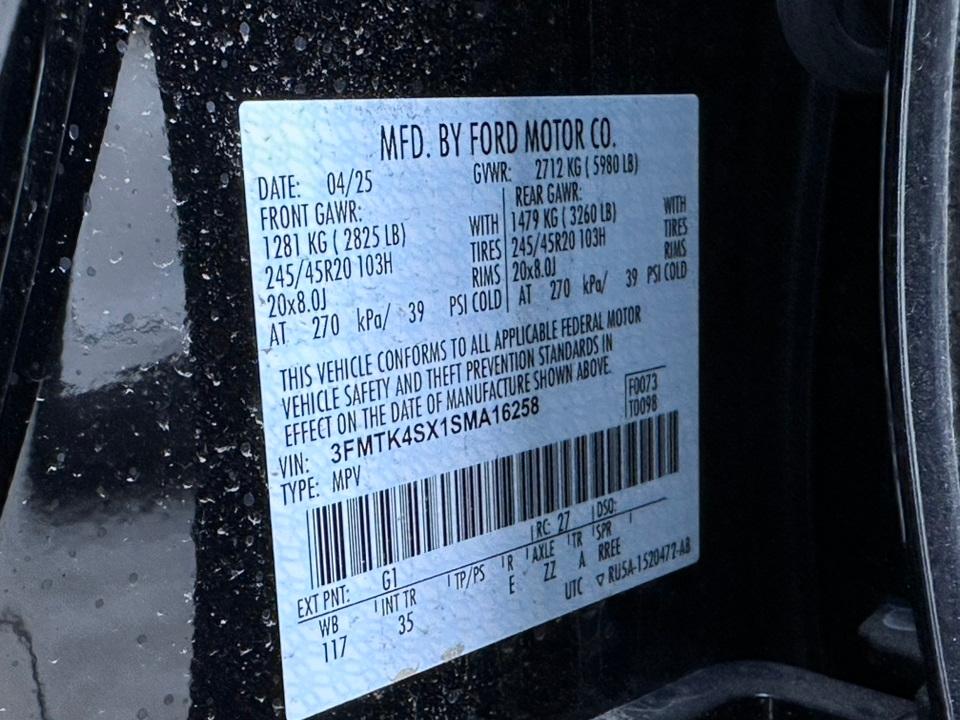 MFD. BY FORD MOTOR CO.
DATE: 04/25 GVWR: 2712 KG ( 5980 LB)
FRONT GAWR: REAR GAWR:
1281 KG ( 2825 LB) WITH 1479 KG ( 3260 LB) WITH
245/45R20 103H TIRES 245/45R20 103H TIRES
20x8.0J RIMS 20x8.0J RIMS
AT 270 kPa/ 39 PSI COLD AT 270 kPa/ 39 PSI COLD
THIS VEHICLE CONFORMS TO ALL APPLICABLE FEDERAL MOTOR
VEHICLE SAFETY AND THEFT PREVENTION STANDARDS IN
EFFECT ON THE DATE OF MANUFACTURE SHOWN ABOVE.
VIN: 3FMTK4SX1SMA16258 F0073
TYPE: MPV T0098
EXT PNT: G1 RC: 27 DSO:
WB INT TR TP/PS R AXLE TR SPR
117 35 E ZZ A RREE
UTC ▽ RU5A-1520472-AB